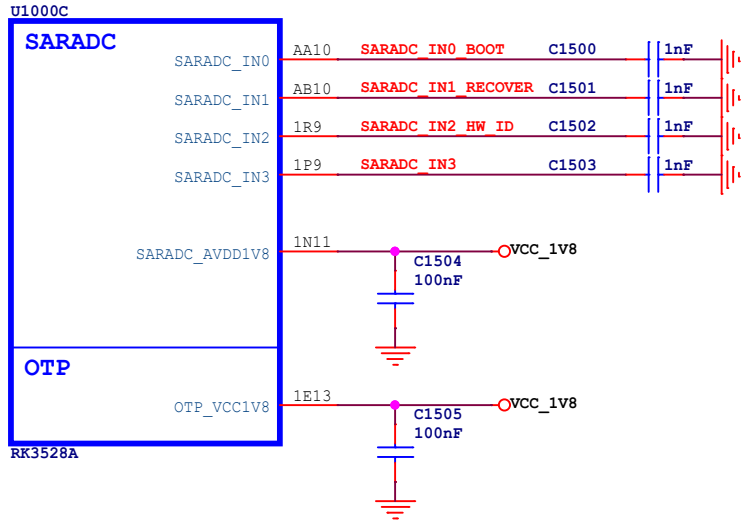 U1000C
SARADC
SARADC_IN0 AA10 SARADC_IN0_BOOT C1500 1nF
SARADC_IN1 AB10 SARADC_IN1_RECOVER C1501 1nF
SARADC_IN2 1R9 SARADC_IN2_HW_ID C1502 1nF
SARADC_IN3 1P9 SARADC_IN3 C1503 1nF
SARADC_AVDD1V8 1N11 VCC_1V8
C1504
100nF
OTP
OTP_VCC1V8 1E13 VCC_1V8
C1505
100nF
RK3528A